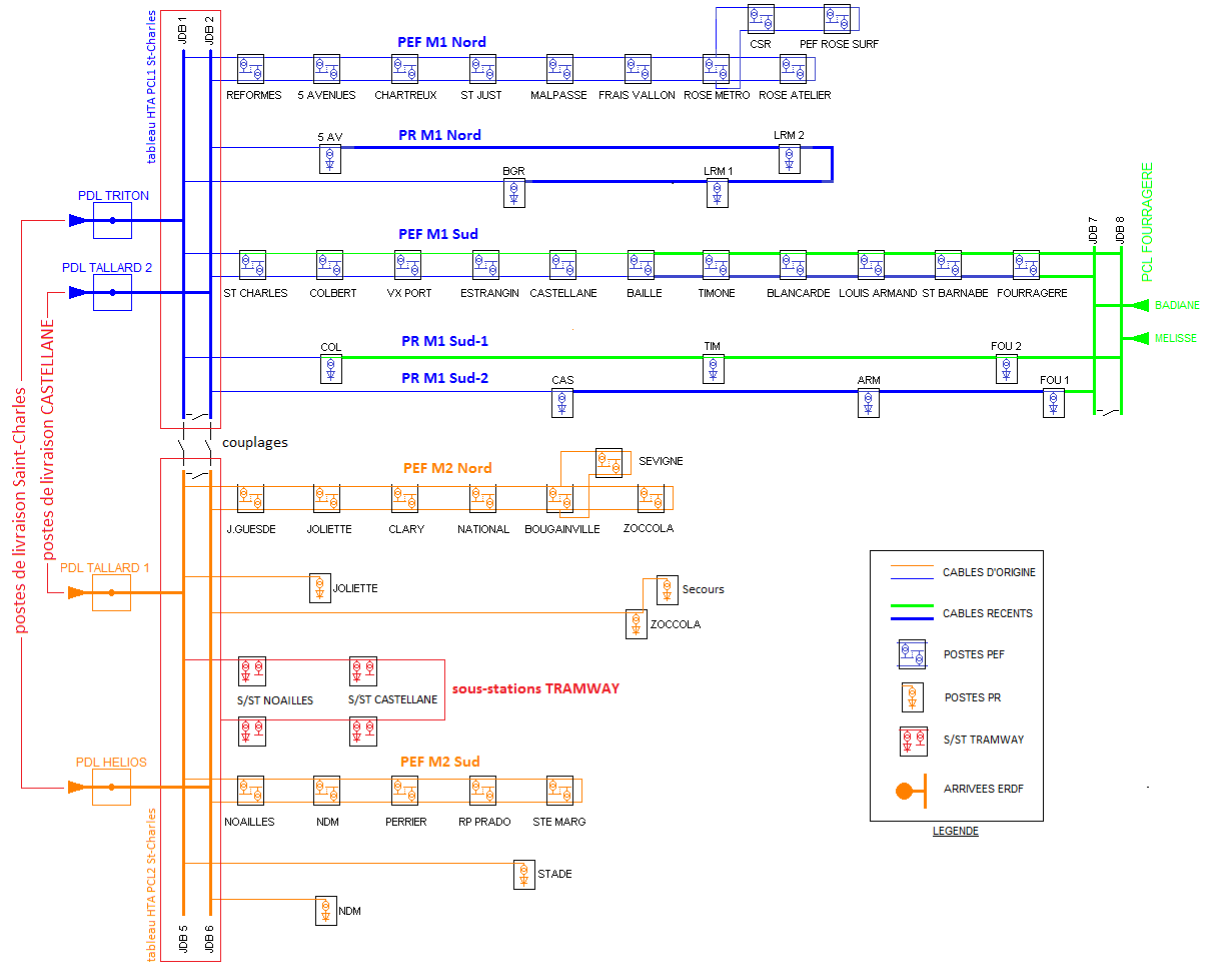 tableau HTA PCL1 St-Charles
JDB 1
JDB 2
PEF M1 Nord
CSR
PEF ROSE SURF
REFORMES
5 AVENUES
CHARTREUX
ST JUST
MALPASSE
FRAIS VALLON
ROSE METRO
ROSE ATELIER
5 AV
PR M1 Nord
LRM 2
BGR
LRM 1
PDL TRITON
PEF M1 Sud
JDB 7
JDB 8
PCL FOURRAGERE
PDL TALLARD 2
ST CHARLES
COLBERT
VX PORT
ESTRANGIN
CASTELLANE
BAILLE
TIMONE
BLANCARDE
LOUIS ARMAND
ST BARNABE
FOURRAGERE
BADIANE
MELISSE
COL
PR M1 Sud-1
TIM
FOU 2
PR M1 Sud-2
CAS
ARM
FOU 1
postes de livraison Saint-Charles
postes de livraison CASTELLANE
couplages
PEF M2 Nord
SEVIGNE
J.GUESDE
JOLIETTE
CLARY
NATIONAL
BOUGAINVILLE
ZOCCOLA
PDL TALLARD 1
JOLIETTE
Secours
ZOCCOLA
S/ST NOAILLES
S/ST CASTELLANE
sous-stations TRAMWAY
PDL HELIOS
PEF M2 Sud
NOAILLES
NDM
PERRIER
RP PRADO
STE MARG
STADE
NDM
tableau HTA PCL2 St-Charles
JDB 5
JDB 6
CABLES D'ORIGINE
CABLES RECENTS
POSTES PEF
POSTES PR
S/ST TRAMWAY
ARRIVEES ERDF
LEGENDE